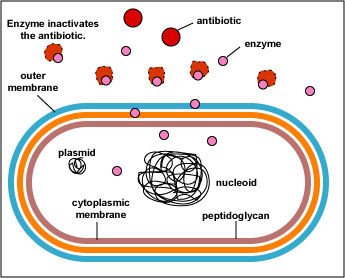 Enzyme inactivates
the antibiotic.
antibiotic
enzyme
outer
membrane
plasmid
nucleoid
cytoplasmic
membrane
peptidoglycan